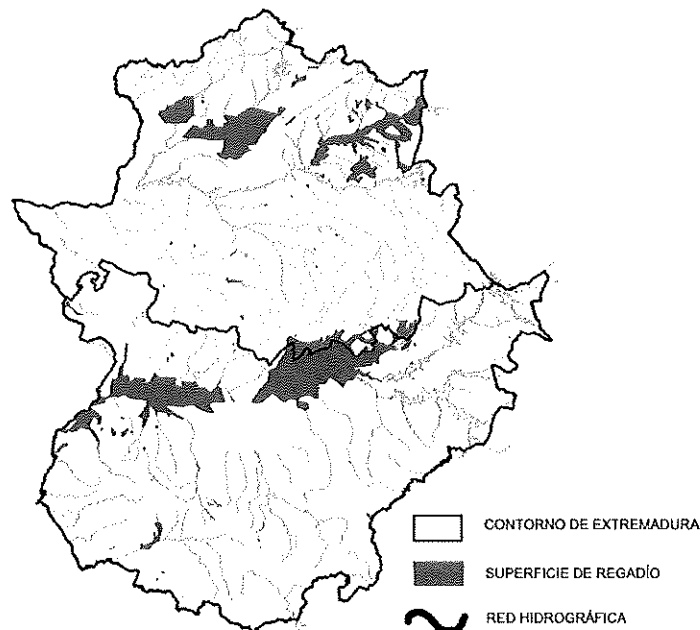 CONTORNO DE EXTREMADURA
SUPERFICIE DE REGADÍO
RED HIDROGRÁFICA